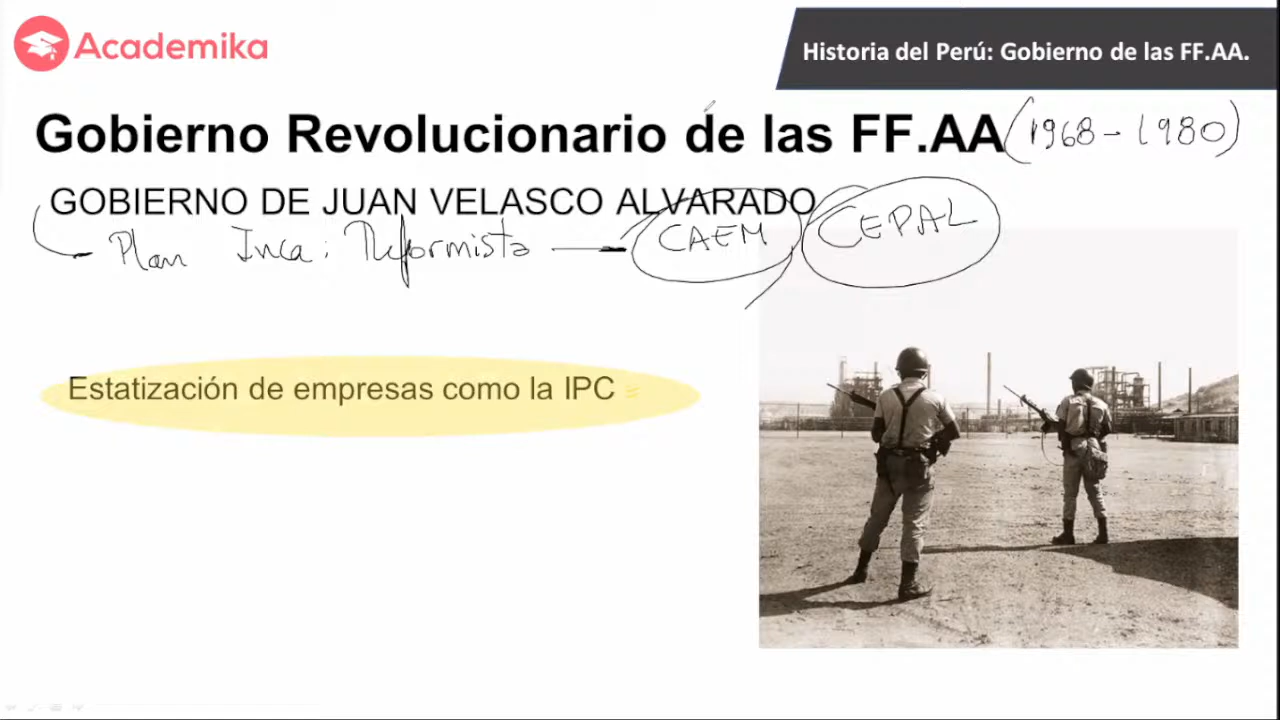 Academika
Historia del Perú: Gobierno de las FF.AA.
Gobierno Revolucionario de las FF.AA (1968-1980)
GOBIERNO DE JUAN VELASCO ALVARADO
Plan Inca: Reformista — CAEM CEPAL
Estatización de empresas como la IPC